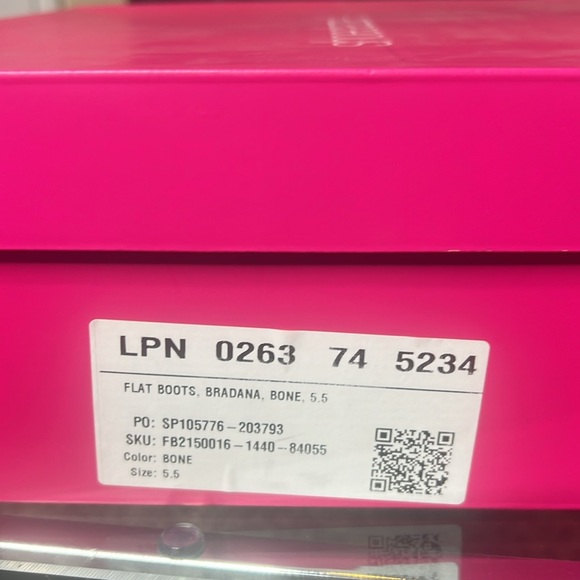 LPN 0263 74 5234
FLAT BOOTS, BRADANA, BONE, 5.5
PO: SP105776-203793
SKU: FB2150016-1440-84055
Color: BONE
Size: 5.5